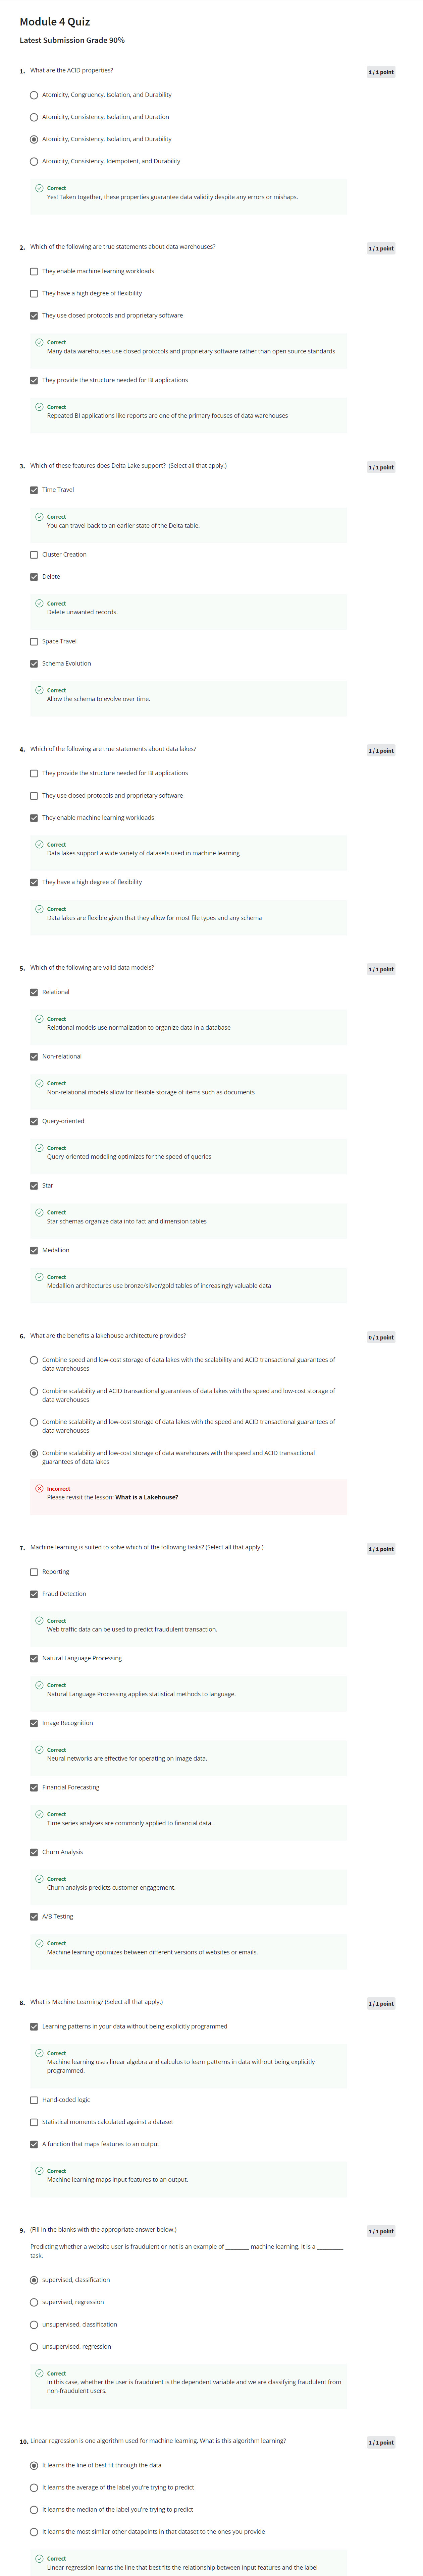 Module 4 Quiz
Latest Submission Grade 90%
1. What are the ACID properties?
1 / 1 point
Atomicity, Congruency, Isolation, and Durability
Atomicity, Consistency, Isolation, and Duration
Atomicity, Consistency, Isolation, and Durability
Atomicity, Consistency, Idempotent, and Durability
Correct
Yes! Taken together, these properties guarantee data validity despite any errors or mishaps.
2. Which of the following are true statements about data warehouses?
1 / 1 point
They enable machine learning workloads
They have a high degree of flexibility
They use closed protocols and proprietary software
Correct
Many data warehouses use closed protocols and proprietary software rather than open source standards
They provide the structure needed for BI applications
Correct
Repeated BI applications like reports are one of the primary focuses of data warehouses
3. Which of these features does Delta Lake support? (Select all that apply.)
1 / 1 point
Time Travel
Correct
You can travel back to an earlier state of the Delta table.
Cluster Creation
Delete
Correct
Delete unwanted records.
Space Travel
Schema Evolution
Correct
Allow the schema to evolve over time.
4. Which of the following are true statements about data lakes?
1 / 1 point
They provide the structure needed for BI applications
They use closed protocols and proprietary software
They enable machine learning workloads
Correct
Data lakes support a wide variety of datasets used in machine learning
They have a high degree of flexibility
Correct
Data lakes are flexible given that they allow for most file types and any schema
5. Which of the following are valid data models?
1 / 1 point
Relational
Correct
Relational models use normalization to organize data in a database
Non-relational
Correct
Non-relational models allow for flexible storage of items such as documents
Query-oriented
Correct
Query-oriented modeling optimizes for the speed of queries
Star
Correct
Star schemas organize data into fact and dimension tables
Medallion
Correct
Medallion architectures use bronze/silver/gold tables of increasingly valuable data
6. What are the benefits a lakehouse architecture provides?
0 / 1 point
Combine speed and low-cost storage of data lakes with the scalability and ACID transactional guarantees of
data warehouses
Combine scalability and ACID transactional guarantees of data lakes with the speed and low-cost storage of
data warehouses
Combine scalability and low-cost storage of data lakes with the speed and ACID transactional guarantees of
data warehouses
Combine scalability and low-cost storage of data warehouses with the speed and ACID transactional
guarantees of data lakes
Incorrect
Please revisit the lesson: What is a Lakehouse?
7. Machine learning is suited to solve which of the following tasks? (Select all that apply.)
1 / 1 point
Reporting
Fraud Detection
Correct
Web traffic data can be used to predict fraudulent transaction.
Natural Language Processing
Correct
Natural Language Processing applies statistical methods to language.
Image Recognition
Correct
Neural networks are effective for operating on image data.
Financial Forecasting
Correct
Time series analyses are commonly applied to financial data.
Churn Analysis
Correct
Churn analysis predicts customer engagement.
A/B Testing
Correct
Machine learning optimizes between different versions of websites or emails.
8. What is Machine Learning? (Select all that apply.)
1 / 1 point
Learning patterns in your data without being explicitly programmed
Correct
Machine learning uses linear algebra and calculus to learn patterns in data without being explicitly
programmed.
Hand-coded logic
Statistical moments calculated against a dataset
A function that maps features to an output
Correct
Machine learning maps input features to an output.
9. (Fill in the blanks with the appropriate answer below.)
1 / 1 point
Predicting whether a website user is fraudulent or not is an example of ________ machine learning. It is a _________
task.
supervised, classification
supervised, regression
unsupervised, classification
unsupervised, regression
Correct
In this case, whether the user is fraudulent is the dependent variable and we are classifying fraudulent from
non-fraudulent users.
10. Linear regression is one algorithm used for machine learning. What is this algorithm learning?
1 / 1 point
It learns the line of best fit through the data
It learns the average of the label you're trying to predict
It learns the median of the label you're trying to predict
It learns the most similar other datapoints in that dataset to the ones you provide
Correct
Linear regression learns the line that best fits the relationship between input features and the label